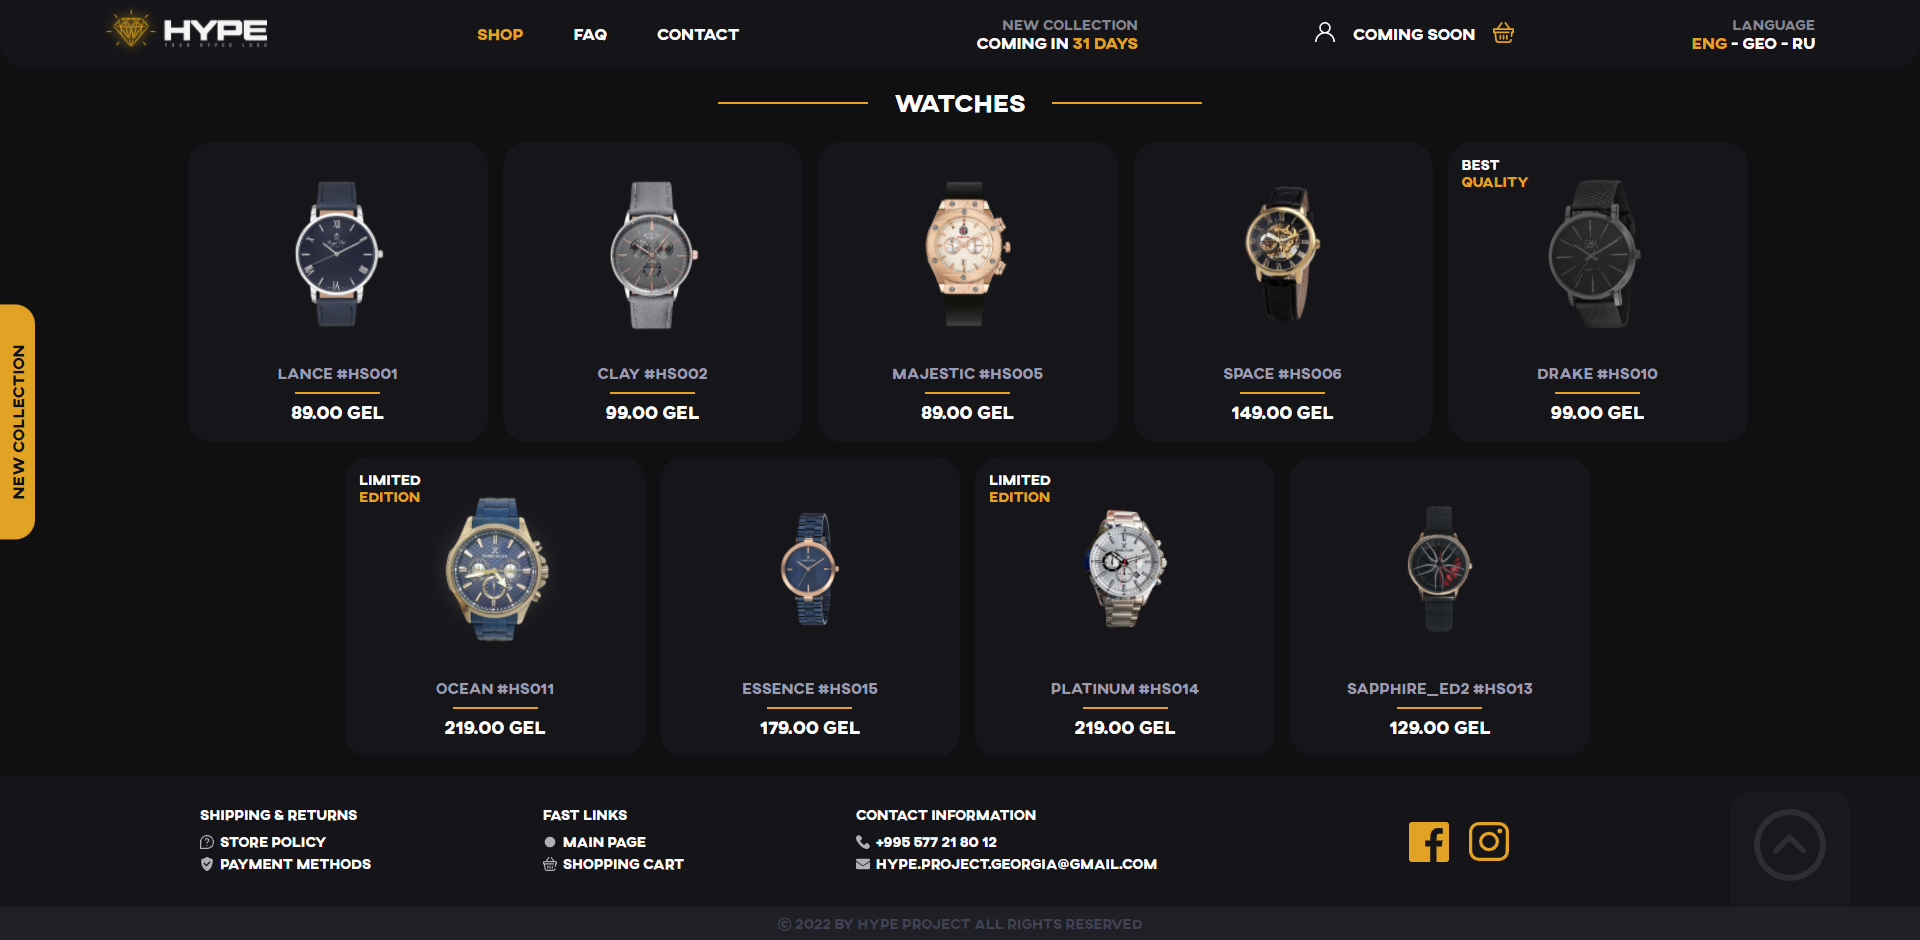 HYPE
SHOP
FAQ
CONTACT
NEW COLLECTION
COMING IN 31 DAYS
COMING SOON
LANGUAGE
ENG - GEO - RU
WATCHES
NEW COLLECTION
LANCE #HS001
89.00 GEL
CLAY #HS002
99.00 GEL
MAJESTIC #HS005
89.00 GEL
SPACE #HS006
149.00 GEL
BEST
QUALITY
DRAKE #HS010
99.00 GEL
LIMITED
EDITION
OCEAN #HS011
219.00 GEL
ESSENCE #HS015
179.00 GEL
LIMITED
EDITION
PLATINUM #HS014
219.00 GEL
SAPPHIRE_ED2 #HS013
129.00 GEL
SHIPPING & RETURNS
STORE POLICY
PAYMENT METHODS
FAST LINKS
MAIN PAGE
SHOPPING CART
CONTACT INFORMATION
+995 577 21 80 12
HYPE.PROJECT.GEORGIA@GMAIL.COM
© 2022 BY HYPE PROJECT ALL RIGHTS RESERVED